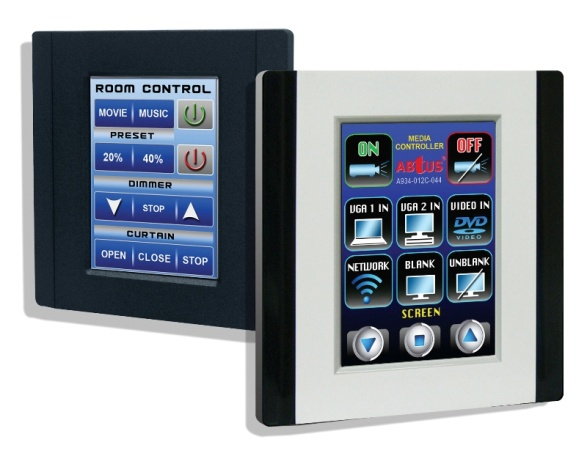 ROOM CONTROL
MOVIE MUSIC
PRESET
20% 40%
DIMMER
STOP
CURTAIN
OPEN CLOSE STOP
ON MEDIA CONTROLLER OFF
ABtUS
A934-012C-044
VGA 1 IN VGA 2 IN VIDEO IN
DVD
VIDEO
NETWORK BLANK UNBLANK
SCREEN